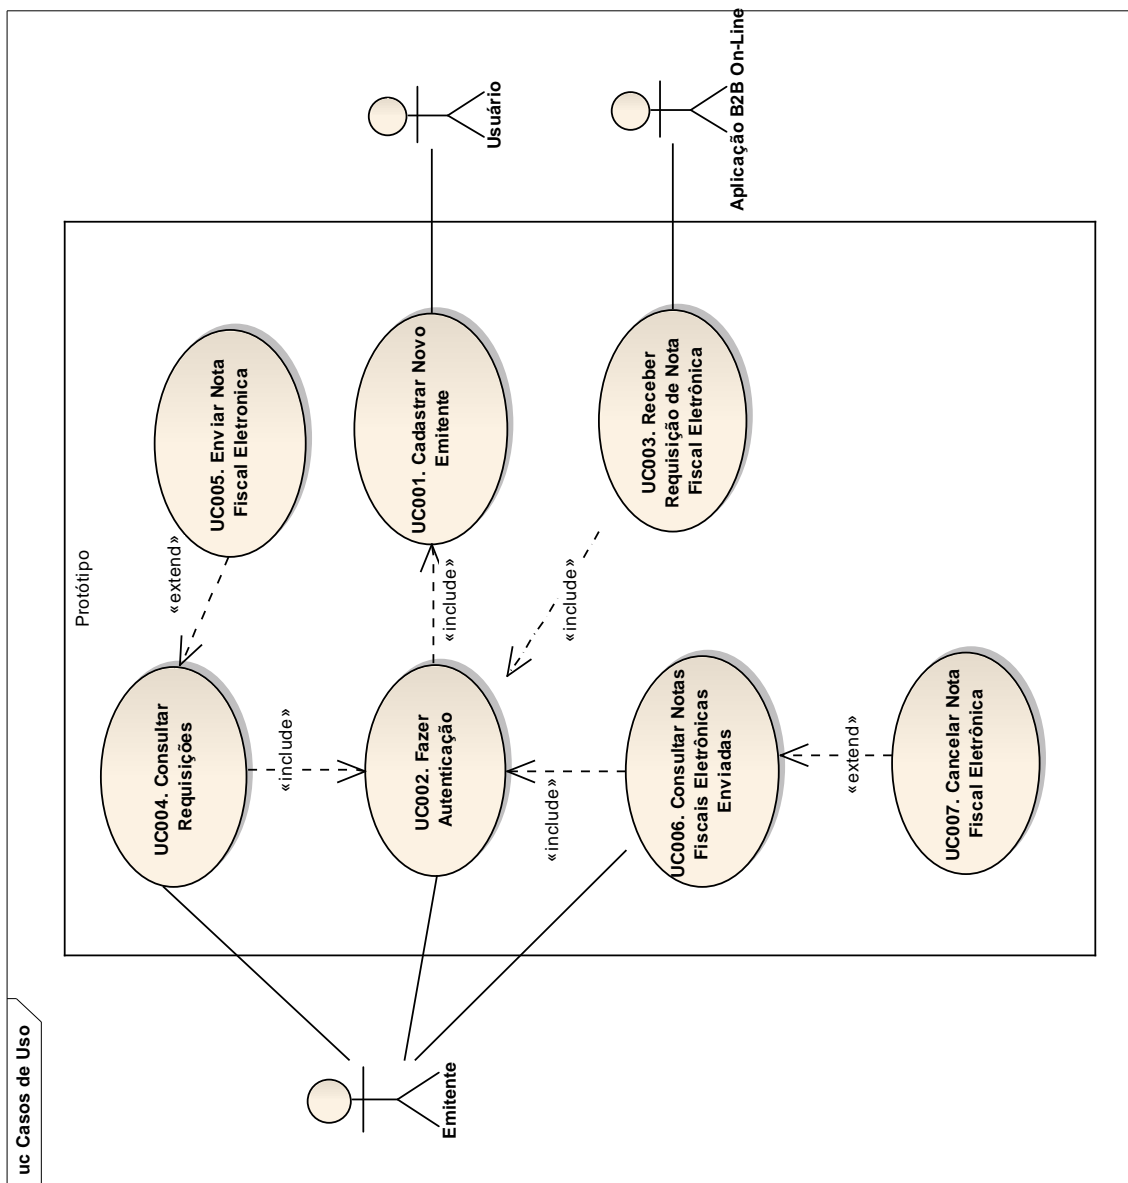 uc Casos de Uso
Protótipo
Emitente
UC004. Consultar
Requisições
«extend»
UC005. Enviar Nota
Fiscal Eletronica
«include»
UC002. Fazer
Autenticação
«include»
UC001. Cadastrar Novo
Emitente
Usuário
«include»
«include»
UC003. Receber
Requisição de Nota
Fiscal Eletrônica
Aplicação B2B On-Line
UC006. Consultar Notas
Fiscais Eletrônicas
Enviadas
«extend»
UC007. Cancelar Nota
Fiscal Eletrônica